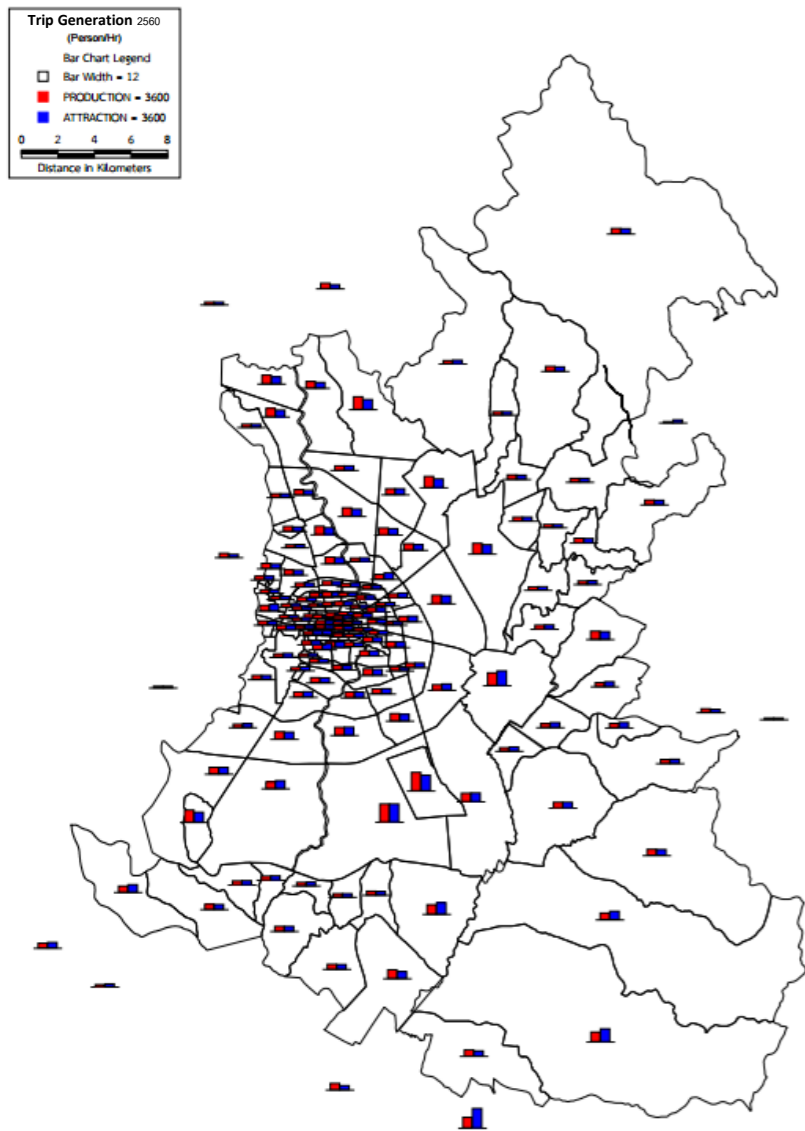 Trip Generation 2560
(Person/Hr)
Bar Chart Legend
Bar Width = 12
PRODUCTION = 3600
ATTRACTION = 3600
0 2 4 6 8
Distance in Kilometers